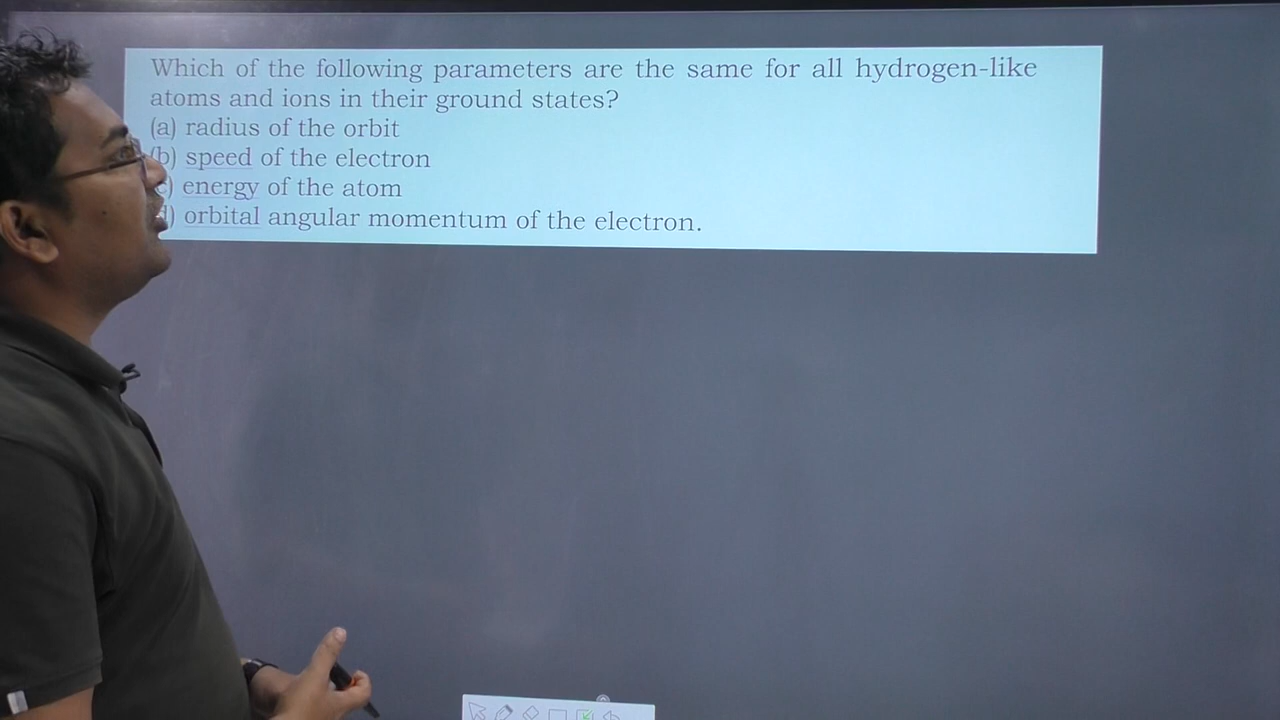 Which of the following parameters are the same for all hydrogen-like
atoms and ions in their ground states?
(a) radius of the orbit
(b) speed of the electron
) energy of the atom
) orbital angular momentum of the electron.